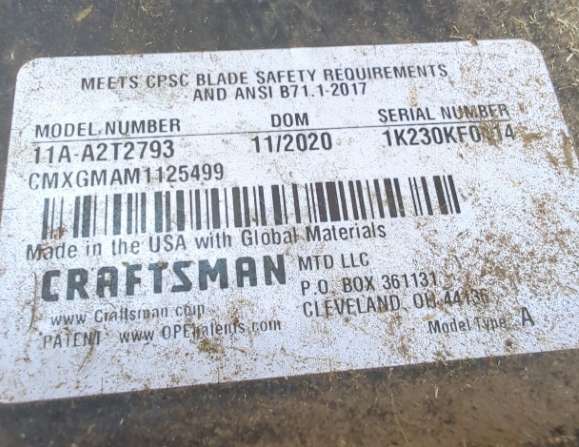 MEETS CPSC BLADE SAFETY REQUIREMENTS
AND ANSI B71.1-2017
MODEL NUMBER DOM SERIAL NUMBER
11A-A2T2793 11/2020
CMXGMAM1125499
Made in the USA with Global Materials
CRAFTSMAN MTD LLC
P.O. BOX 361131
www.Craftsman.com CLEVELAND, OH 44136
PATENT www.OPEpatents.com
Model Type A